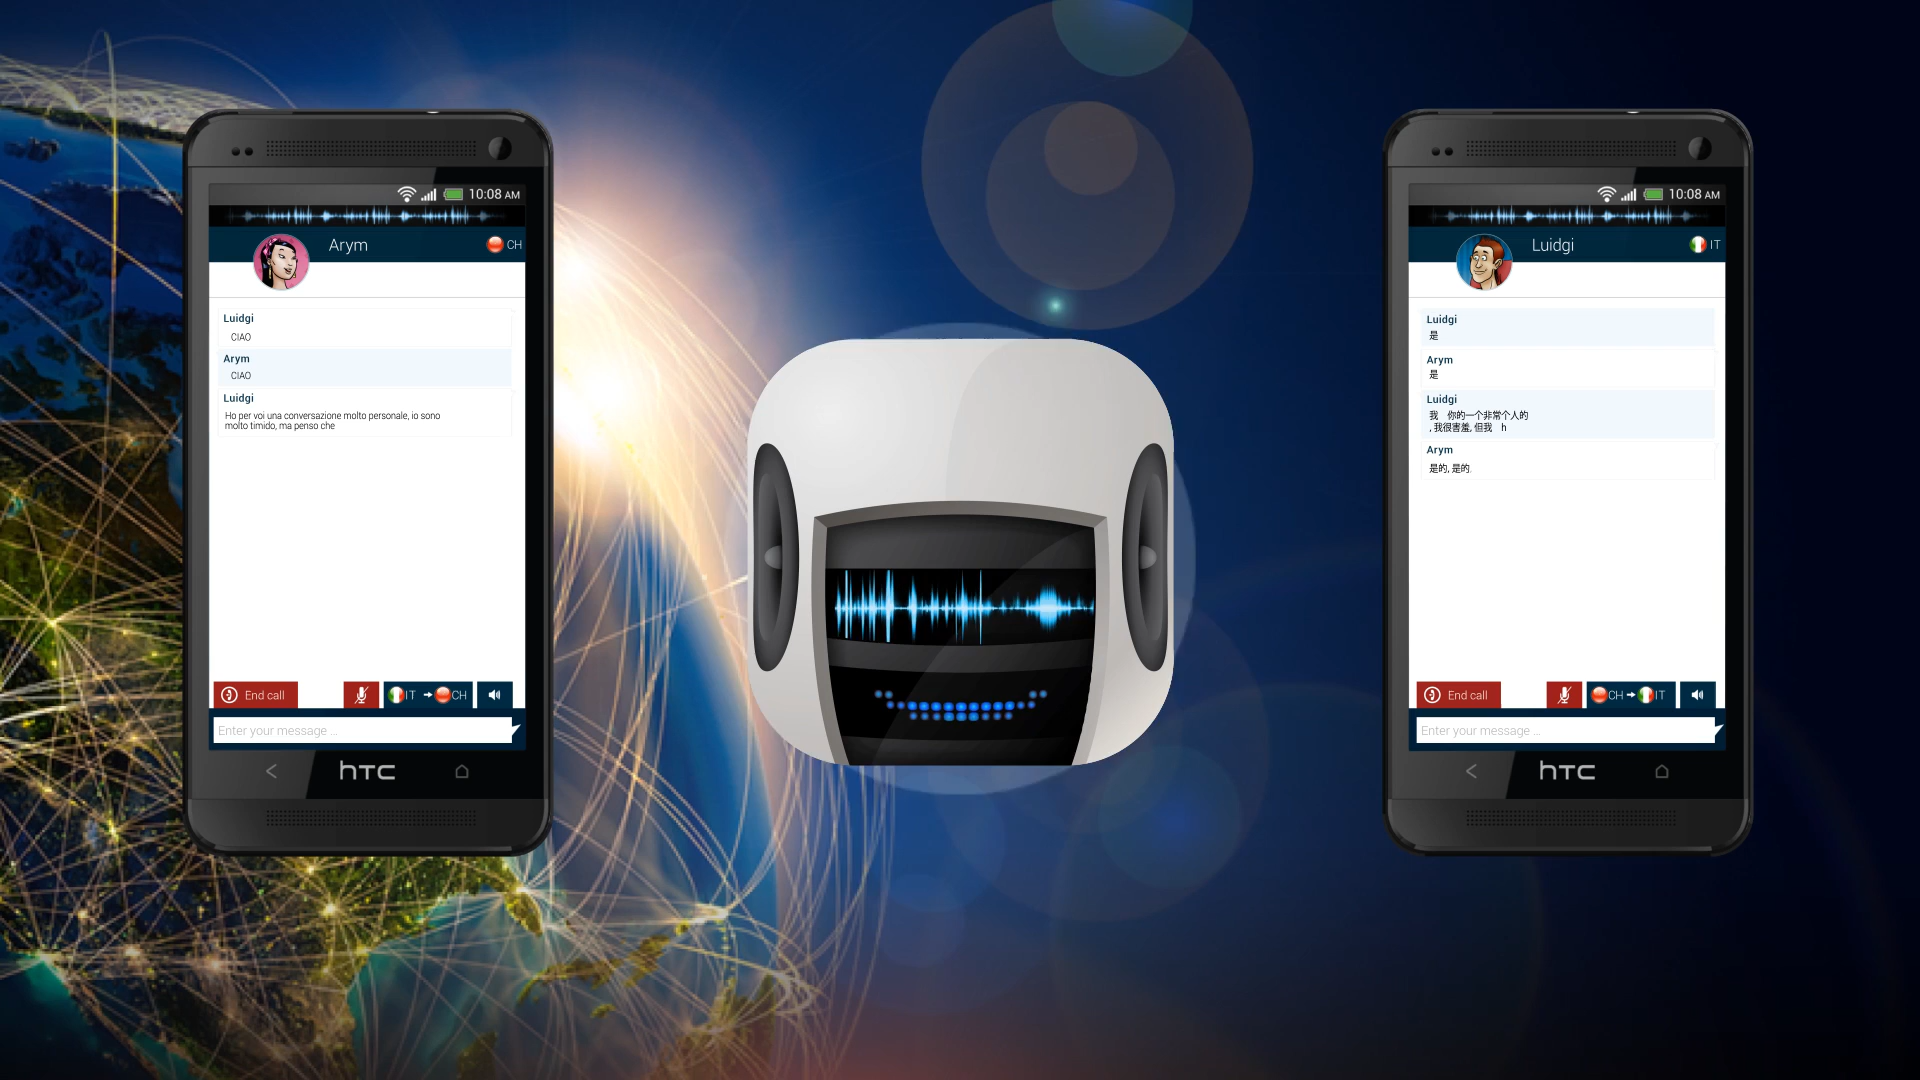 10:08 AM
Arym
CH
Luidgi
CIAO
Arym
CIAO
Luidgi
Ho per voi una conversazione molto personale, io sono
molto timido, ma penso che
End call
IT
CH
Enter your message ...
hTC
10:08 AM
Luidgi
IT
Luidgi
是
Arym
是
Luidgi
我 你的一个非常个人的
, 我很害羞, 但我 h
Arym
是的, 是的.
End call
CH
IT
Enter your message ...
hTC